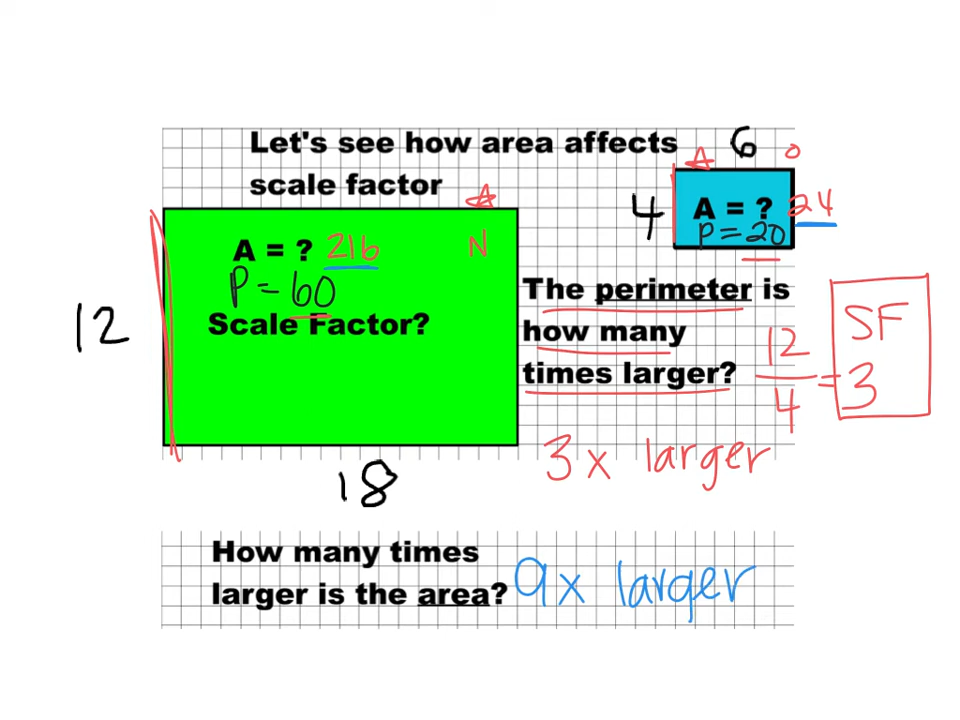 Let's see how area affects
scale factor
6
A O
4
A = ? 24
P = 20
A
A = ? 216 N
P = 60
Scale Factor?
12
18
The perimeter is
how many
times larger?
12
4
= 3
SF
3x larger
How many times
larger is the area?
9x larger